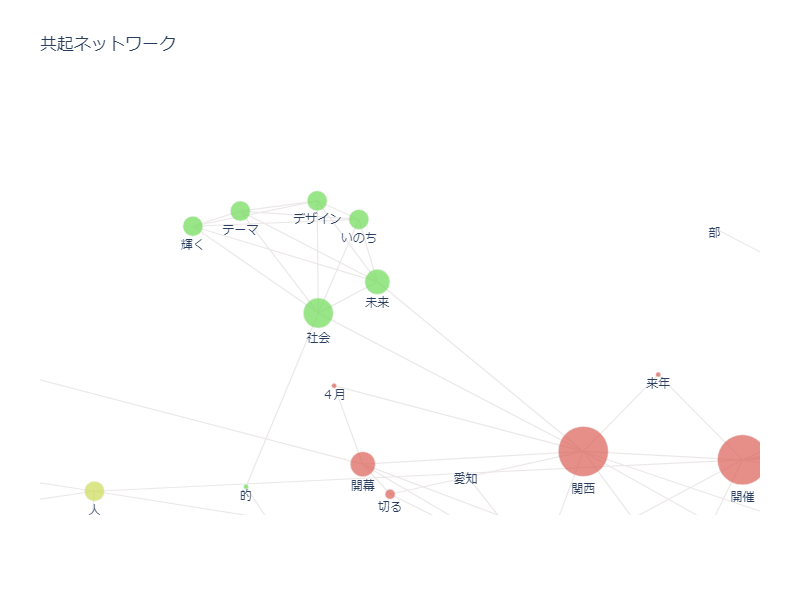 共起ネットワーク
デザイン
テーマ
いのち
輝く
部
未来
社会
来年
４月
愛知
開幕
関西
的
開催
切る
人